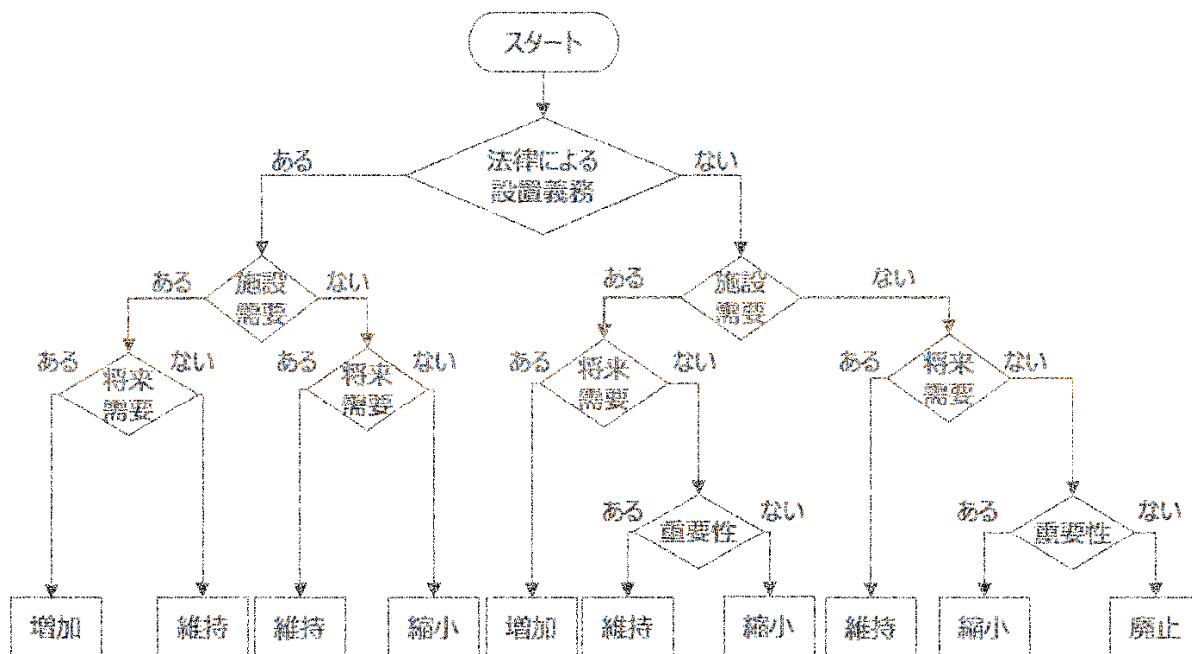 スタート
法律による
設置義務
ある
ない
施設
需要
ある
ない
施設
需要
ある
ない
将来
需要
ある
ない
将来
需要
ある
ない
将来
需要
ある
ない
将来
需要
ある
ない
重要性
ある
ない
重要性
ある
ない
増加
維持
維持
縮小
増加
維持
縮小
維持
縮小
廃止